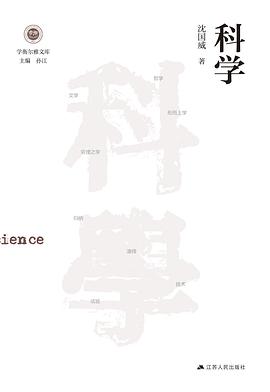 学衡尔雅文库
主编 孙江
沈国威 著
科学
科學
哲学
文学
形而上学
穷理之学
归纳
演绎
技术
试验
ience
江苏人民出版社